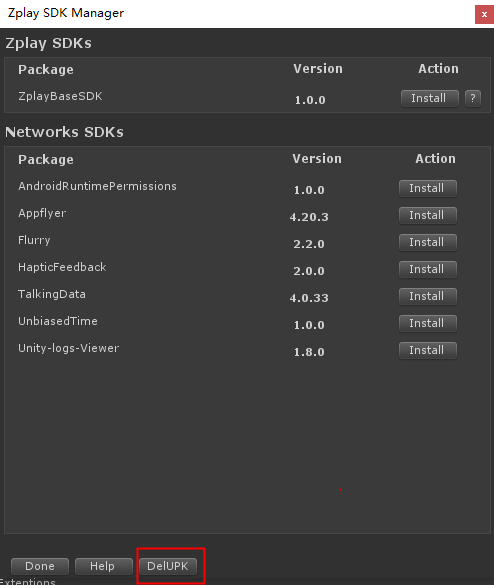 Zplay SDK Manager x
Zplay SDKs
Package Version Action
ZplayBaseSDK 1.0.0 Install ?
Networks SDKs
Package Version Action
AndroidRuntimePermissions 1.0.0 Install
Appflyer 4.20.3 Install
Flurry 2.2.0 Install
HapticFeedback 2.0.0 Install
TalkingData 4.0.33 Install
UnbiasedTime 1.0.0 Install
Unity-logs-Viewer 1.8.0 Install
Done Help DelUPK
Extentions